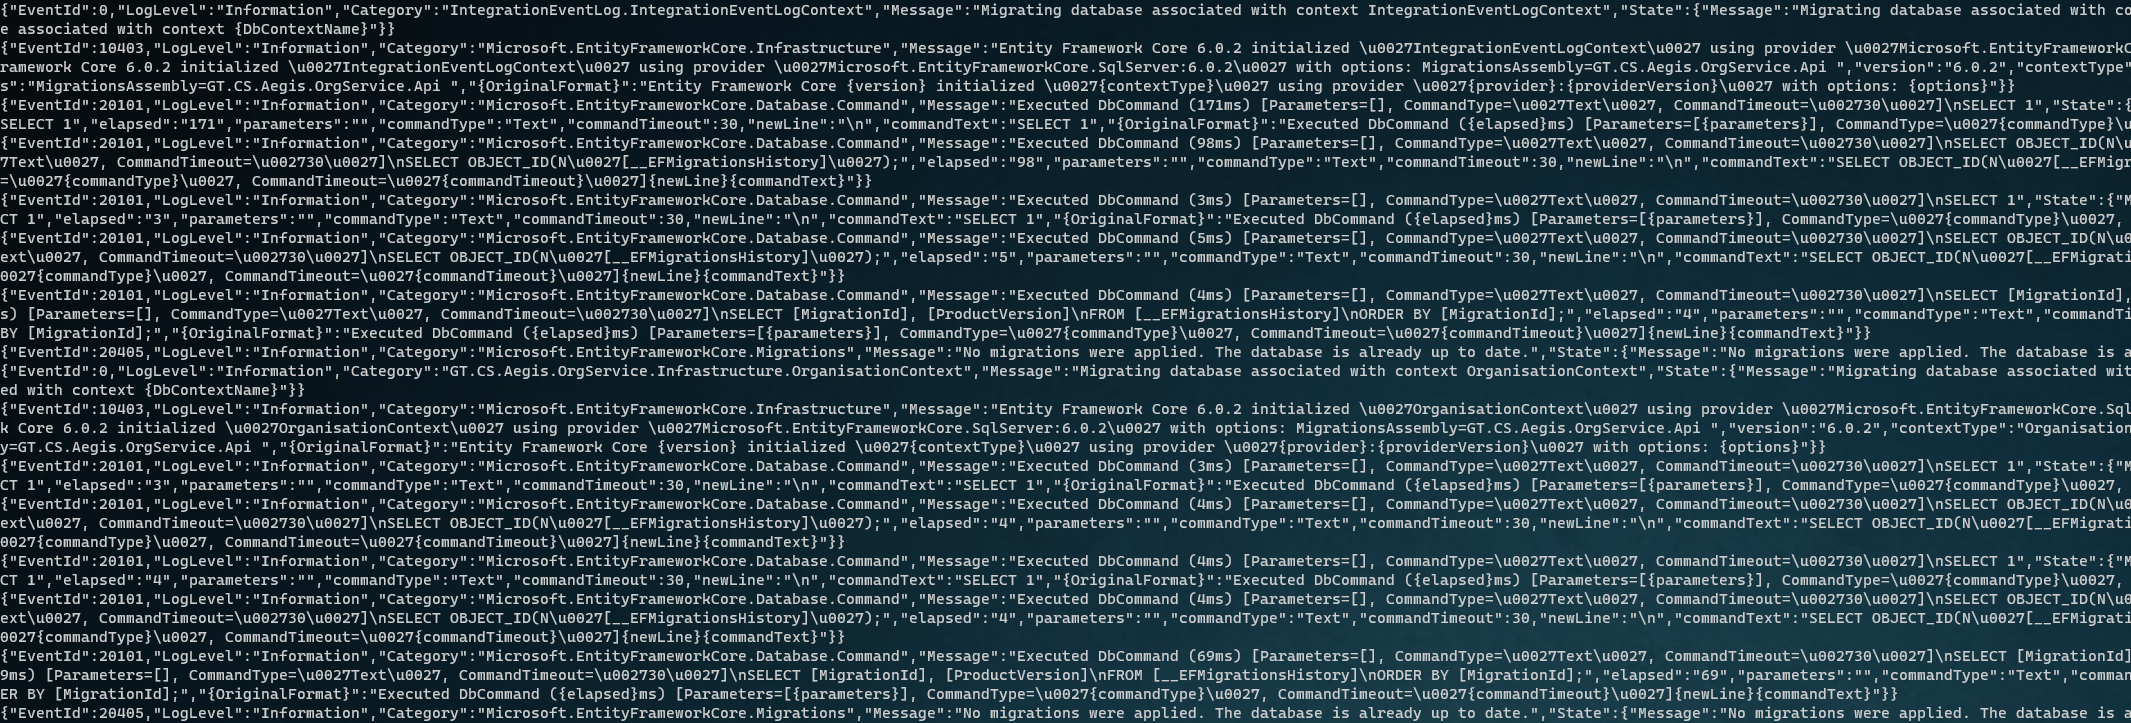 {"EventId":0,"LogLevel":"Information","Category":"IntegrationEventLog.IntegrationEventLogContext","Message":"Migrating database associated with context IntegrationEventLogContext","State":{"Message":"Migrating database associated with co
e associated with context {DbContextName}"}}
{"EventId":10403,"LogLevel":"Information","Category":"Microsoft.EntityFrameworkCore.Infrastructure","Message":"Entity Framework Core 6.0.2 initialized \u0027IntegrationEventLogContext\u0027 using provider \u0027Microsoft.EntityFrameworkC
ramework Core 6.0.2 initialized \u0027IntegrationEventLogContext\u0027 using provider \u0027Microsoft.EntityFrameworkCore.SqlServer:6.0.2\u0027 with options: MigrationsAssembly=GT.CS.Aegis.OrgService.Api ","version":"6.0.2","contextType"
s":"MigrationsAssembly=GT.CS.Aegis.OrgService.Api ","{OriginalFormat}":"Entity Framework Core {version} initialized \u0027{contextType}\u0027 using provider \u0027{provider}:{providerVersion}\u0027 with options: {options}"}}
{"EventId":20101,"LogLevel":"Information","Category":"Microsoft.EntityFrameworkCore.Database.Command","Message":"Executed DbCommand (171ms) [Parameters=[], CommandType=\u0027Text\u0027, CommandTimeout=\u002730\u0027]\nSELECT 1","State":{
SELECT 1","elapsed":"171","parameters":"","commandType":"Text","commandTimeout":30,"newLine":"\n","commandText":"SELECT 1","{OriginalFormat}":"Executed DbCommand ({elapsed}ms) [Parameters=[{parameters}], CommandType=\u0027{commandType}\u
{"EventId":20101,"LogLevel":"Information","Category":"Microsoft.EntityFrameworkCore.Database.Command","Message":"Executed DbCommand (98ms) [Parameters=[], CommandType=\u0027Text\u0027, CommandTimeout=\u002730\u0027]\nSELECT OBJECT_ID(N\u
7Text\u0027, CommandTimeout=\u002730\u0027]\nSELECT OBJECT_ID(N\u0027[__EFMigrationsHistory]\u0027);","elapsed":"98","parameters":"","commandType":"Text","commandTimeout":30,"newLine":"\n","commandText":"SELECT OBJECT_ID(N\u0027[__EFMigr
=\u0027{commandType}\u0027, CommandTimeout=\u0027{commandTimeout}\u0027]{newLine}{commandText}"}}
{"EventId":20101,"LogLevel":"Information","Category":"Microsoft.EntityFrameworkCore.Database.Command","Message":"Executed DbCommand (3ms) [Parameters=[], CommandType=\u0027Text\u0027, CommandTimeout=\u002730\u0027]\nSELECT 1","State":{"M
CT 1","elapsed":"3","parameters":"","commandType":"Text","commandTimeout":30,"newLine":"\n","commandText":"SELECT 1","{OriginalFormat}":"Executed DbCommand ({elapsed}ms) [Parameters=[{parameters}], CommandType=\u0027{commandType}\u0027,
{"EventId":20101,"LogLevel":"Information","Category":"Microsoft.EntityFrameworkCore.Database.Command","Message":"Executed DbCommand (5ms) [Parameters=[], CommandType=\u0027Text\u0027, CommandTimeout=\u002730\u0027]\nSELECT OBJECT_ID(N\u0
ext\u0027, CommandTimeout=\u002730\u0027]\nSELECT OBJECT_ID(N\u0027[__EFMigrationsHistory]\u0027);","elapsed":"5","parameters":"","commandType":"Text","commandTimeout":30,"newLine":"\n","commandText":"SELECT OBJECT_ID(N\u0027[__EFMigrati
0027{commandType}\u0027, CommandTimeout=\u0027{commandTimeout}\u0027]{newLine}{commandText}"}}
{"EventId":20101,"LogLevel":"Information","Category":"Microsoft.EntityFrameworkCore.Database.Command","Message":"Executed DbCommand (4ms) [Parameters=[], CommandType=\u0027Text\u0027, CommandTimeout=\u002730\u0027]\nSELECT [MigrationId],
s) [Parameters=[], CommandType=\u0027Text\u0027, CommandTimeout=\u002730\u0027]\nSELECT [MigrationId], [ProductVersion]\nFROM [__EFMigrationsHistory]\nORDER BY [MigrationId];","elapsed":"4","parameters":"","commandType":"Text","commandTi
BY [MigrationId];","{OriginalFormat}":"Executed DbCommand ({elapsed}ms) [Parameters=[{parameters}], CommandType=\u0027{commandType}\u0027, CommandTimeout=\u0027{commandTimeout}\u0027]{newLine}{commandText}"}}
{"EventId":20405,"LogLevel":"Information","Category":"Microsoft.EntityFrameworkCore.Migrations","Message":"No migrations were applied. The database is already up to date.","State":{"Message":"No migrations were applied. The database is a
{"EventId":0,"LogLevel":"Information","Category":"GT.CS.Aegis.OrgService.Infrastructure.OrganisationContext","Message":"Migrating database associated with context OrganisationContext","State":{"Message":"Migrating database associated wit
ed with context {DbContextName}"}}
{"EventId":10403,"LogLevel":"Information","Category":"Microsoft.EntityFrameworkCore.Infrastructure","Message":"Entity Framework Core 6.0.2 initialized \u0027OrganisationContext\u0027 using provider \u0027Microsoft.EntityFrameworkCore.Sql
k Core 6.0.2 initialized \u0027OrganisationContext\u0027 using provider \u0027Microsoft.EntityFrameworkCore.SqlServer:6.0.2\u0027 with options: MigrationsAssembly=GT.CS.Aegis.OrgService.Api ","version":"6.0.2","contextType":"Organisation
y=GT.CS.Aegis.OrgService.Api ","{OriginalFormat}":"Entity Framework Core {version} initialized \u0027{contextType}\u0027 using provider \u0027{provider}:{providerVersion}\u0027 with options: {options}"}}
{"EventId":20101,"LogLevel":"Information","Category":"Microsoft.EntityFrameworkCore.Database.Command","Message":"Executed DbCommand (3ms) [Parameters=[], CommandType=\u0027Text\u0027, CommandTimeout=\u002730\u0027]\nSELECT 1","State":{"M
CT 1","elapsed":"3","parameters":"","commandType":"Text","commandTimeout":30,"newLine":"\n","commandText":"SELECT 1","{OriginalFormat}":"Executed DbCommand ({elapsed}ms) [Parameters=[{parameters}], CommandType=\u0027{commandType}\u0027,
{"EventId":20101,"LogLevel":"Information","Category":"Microsoft.EntityFrameworkCore.Database.Command","Message":"Executed DbCommand (4ms) [Parameters=[], CommandType=\u0027Text\u0027, CommandTimeout=\u002730\u0027]\nSELECT OBJECT_ID(N\u0
ext\u0027, CommandTimeout=\u002730\u0027]\nSELECT OBJECT_ID(N\u0027[__EFMigrationsHistory]\u0027);","elapsed":"4","parameters":"","commandType":"Text","commandTimeout":30,"newLine":"\n","commandText":"SELECT OBJECT_ID(N\u0027[__EFMigrati
0027{commandType}\u0027, CommandTimeout=\u0027{commandTimeout}\u0027]{newLine}{commandText}"}}
{"EventId":20101,"LogLevel":"Information","Category":"Microsoft.EntityFrameworkCore.Database.Command","Message":"Executed DbCommand (4ms) [Parameters=[], CommandType=\u0027Text\u0027, CommandTimeout=\u002730\u0027]\nSELECT 1","State":{"M
CT 1","elapsed":"4","parameters":"","commandType":"Text","commandTimeout":30,"newLine":"\n","commandText":"SELECT 1","{OriginalFormat}":"Executed DbCommand ({elapsed}ms) [Parameters=[{parameters}], CommandType=\u0027{commandType}\u0027,
{"EventId":20101,"LogLevel":"Information","Category":"Microsoft.EntityFrameworkCore.Database.Command","Message":"Executed DbCommand (4ms) [Parameters=[], CommandType=\u0027Text\u0027, CommandTimeout=\u002730\u0027]\nSELECT OBJECT_ID(N\u0
ext\u0027, CommandTimeout=\u002730\u0027]\nSELECT OBJECT_ID(N\u0027[__EFMigrationsHistory]\u0027);","elapsed":"4","parameters":"","commandType":"Text","commandTimeout":30,"newLine":"\n","commandText":"SELECT OBJECT_ID(N\u0027[__EFMigrati
0027{commandType}\u0027, CommandTimeout=\u0027{commandTimeout}\u0027]{newLine}{commandText}"}}
{"EventId":20101,"LogLevel":"Information","Category":"Microsoft.EntityFrameworkCore.Database.Command","Message":"Executed DbCommand (69ms) [Parameters=[], CommandType=\u0027Text\u0027, CommandTimeout=\u002730\u0027]\nSELECT [MigrationId]
9ms) [Parameters=[], CommandType=\u0027Text\u0027, CommandTimeout=\u002730\u0027]\nSELECT [MigrationId], [ProductVersion]\nFROM [__EFMigrationsHistory]\nORDER BY [MigrationId];","elapsed":"69","parameters":"","commandType":"Text","comman
ER BY [MigrationId];","{OriginalFormat}":"Executed DbCommand ({elapsed}ms) [Parameters=[{parameters}], CommandType=\u0027{commandType}\u0027, CommandTimeout=\u0027{commandTimeout}\u0027]{newLine}{commandText}"}}
{"EventId":20405,"LogLevel":"Information","Category":"Microsoft.EntityFrameworkCore.Migrations","Message":"No migrations were applied. The database is already up to date.","State":{"Message":"No migrations were applied. The database is a